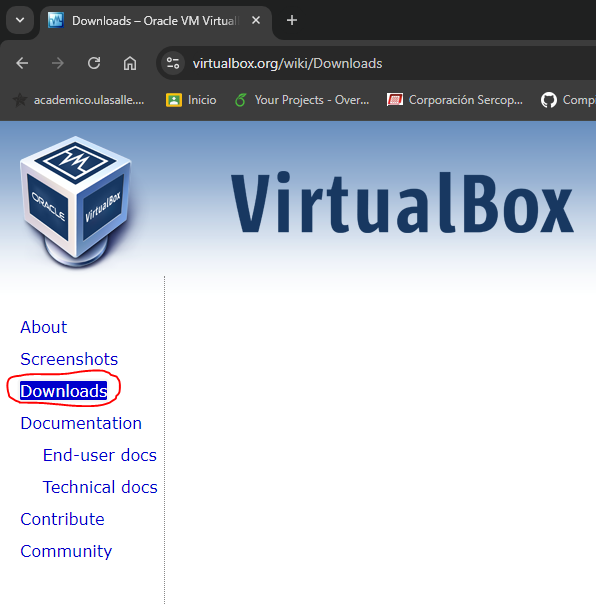 Downloads – Oracle VM Virtual
virtualbox.org/wiki/Downloads
academico.ulasalle.... Inicio Your Projects - Over... Corporación Sercop... Comp
VM
ORACLE
VirtualBox
VirtualBox
About
Screenshots
Downloads
Documentation
End-user docs
Technical docs
Contribute
Community